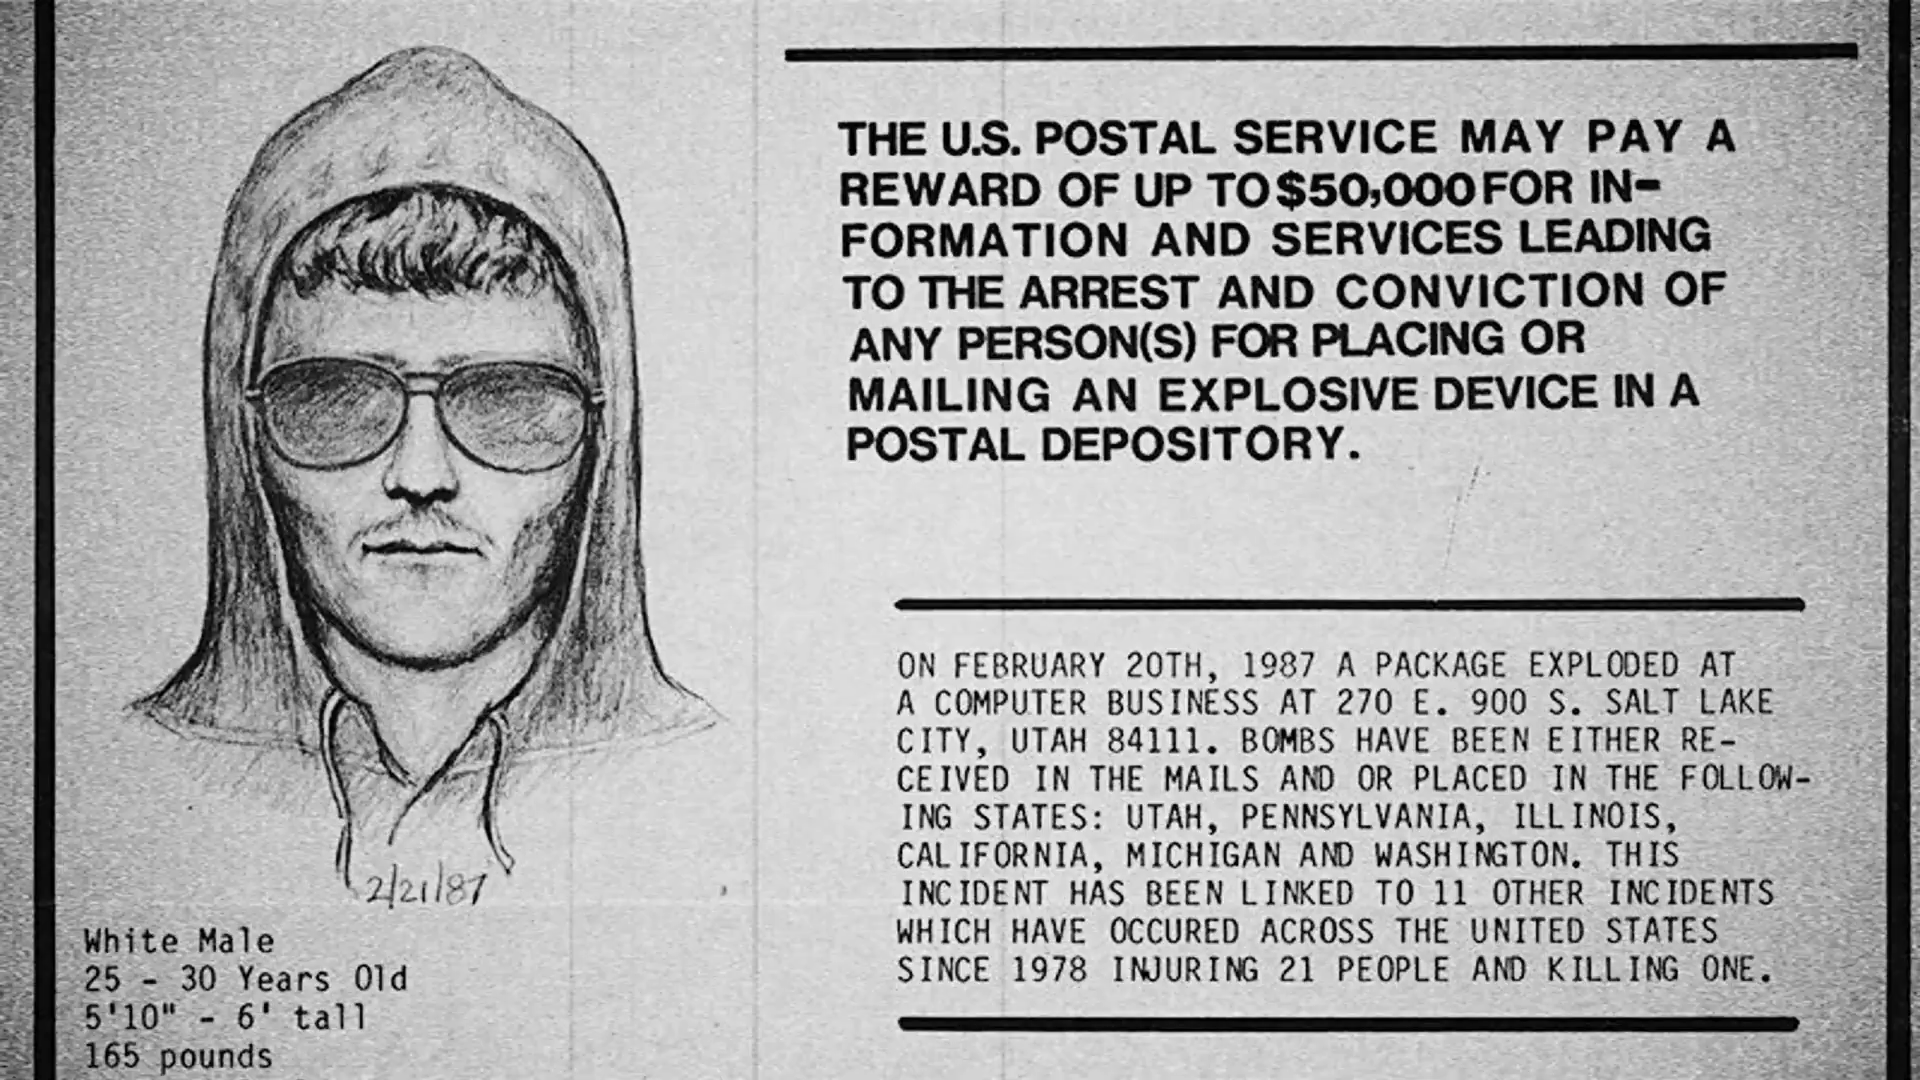 THE U.S. POSTAL SERVICE MAY PAY A
REWARD OF UP TO $50,000 FOR IN-
FORMATION AND SERVICES LEADING
TO THE ARREST AND CONVICTION OF
ANY PERSON(S) FOR PLACING OR
MAILING AN EXPLOSIVE DEVICE IN A
POSTAL DEPOSITORY.
ON FEBRUARY 20TH, 1987 A PACKAGE EXPLODED AT
A COMPUTER BUSINESS AT 270 E. 900 S. SALT LAKE
CITY, UTAH 84111. BOMBS HAVE BEEN EITHER RE-
CEIVED IN THE MAILS AND OR PLACED IN THE FOLLOW-
ING STATES: UTAH, PENNSYLVANIA, ILLINOIS,
CALIFORNIA, MICHIGAN AND WASHINGTON. THIS
INCIDENT HAS BEEN LINKED TO 11 OTHER INCIDENTS
WHICH HAVE OCCURED ACROSS THE UNITED STATES
SINCE 1978 INJURING 21 PEOPLE AND KILLING ONE.
2/21/87
White Male
25 - 30 Years Old
5'10" - 6' tall
165 pounds